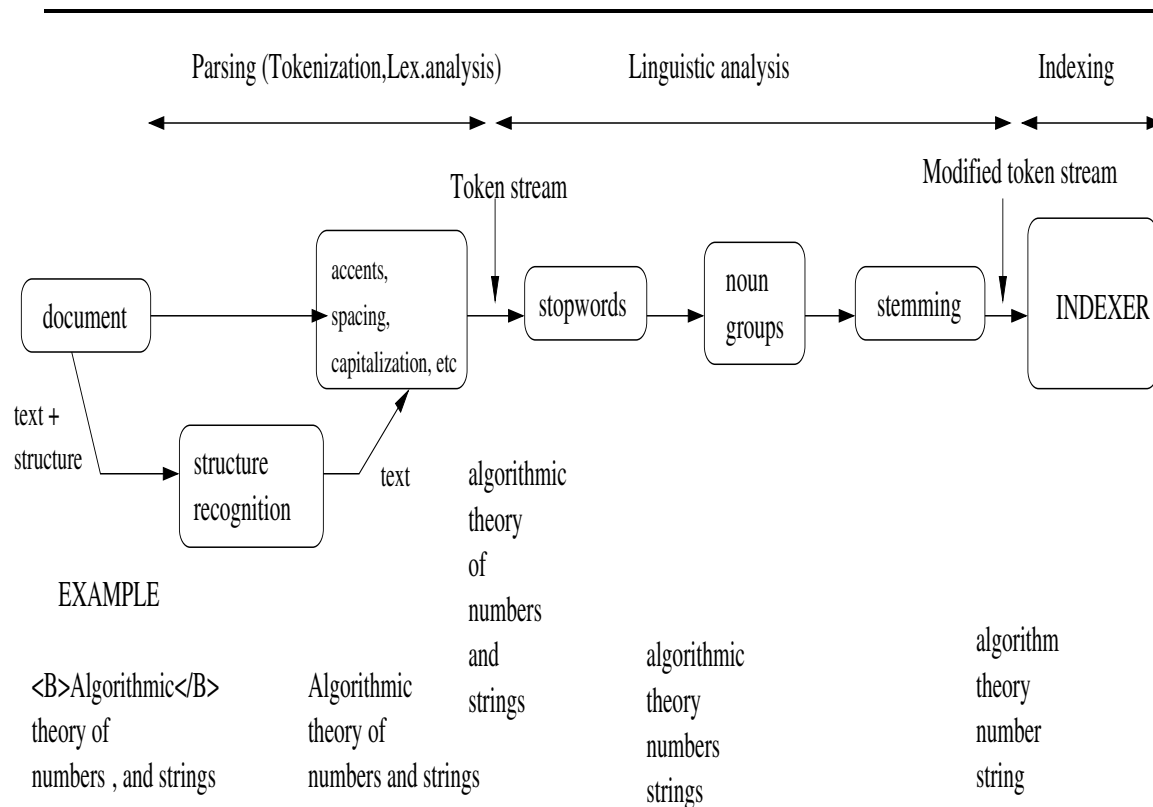 Parsing (Tokenization,Lex.analysis)
Linguistic analysis
Indexing
Token stream
Modified token stream
document
accents,
spacing,
capitalization, etc
stopwords
noun
groups
stemming
INDEXER
text +
structure
structure
recognition
text
EXAMPLE
<B>Algorithmic</B>
theory of
numbers , and strings
Algorithmic
theory of
numbers and strings
algorithmic
theory
of
numbers
and
strings
algorithmic
theory
numbers
strings
algorithm
theory
number
string